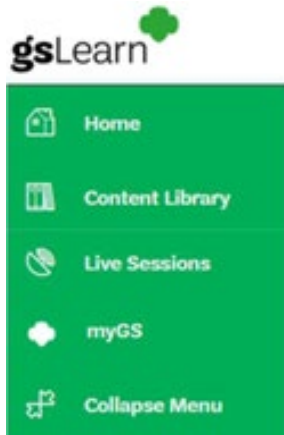 gsLearn
Home
Content Library
Live Sessions
myGS
Collapse Menu